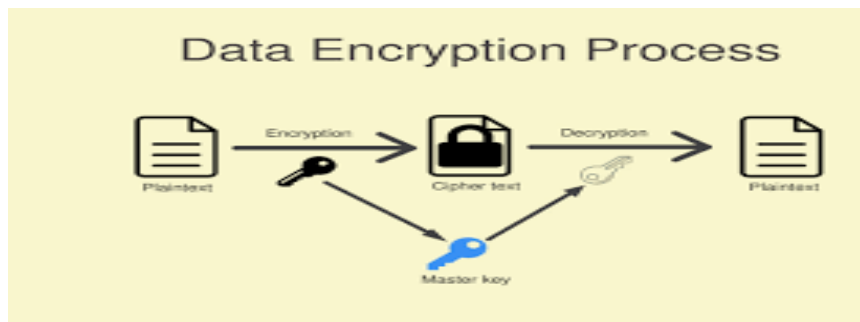 Data Encryption Process
Encryption
Decryption
Plaintext
Cipher text
Plaintext
Master key